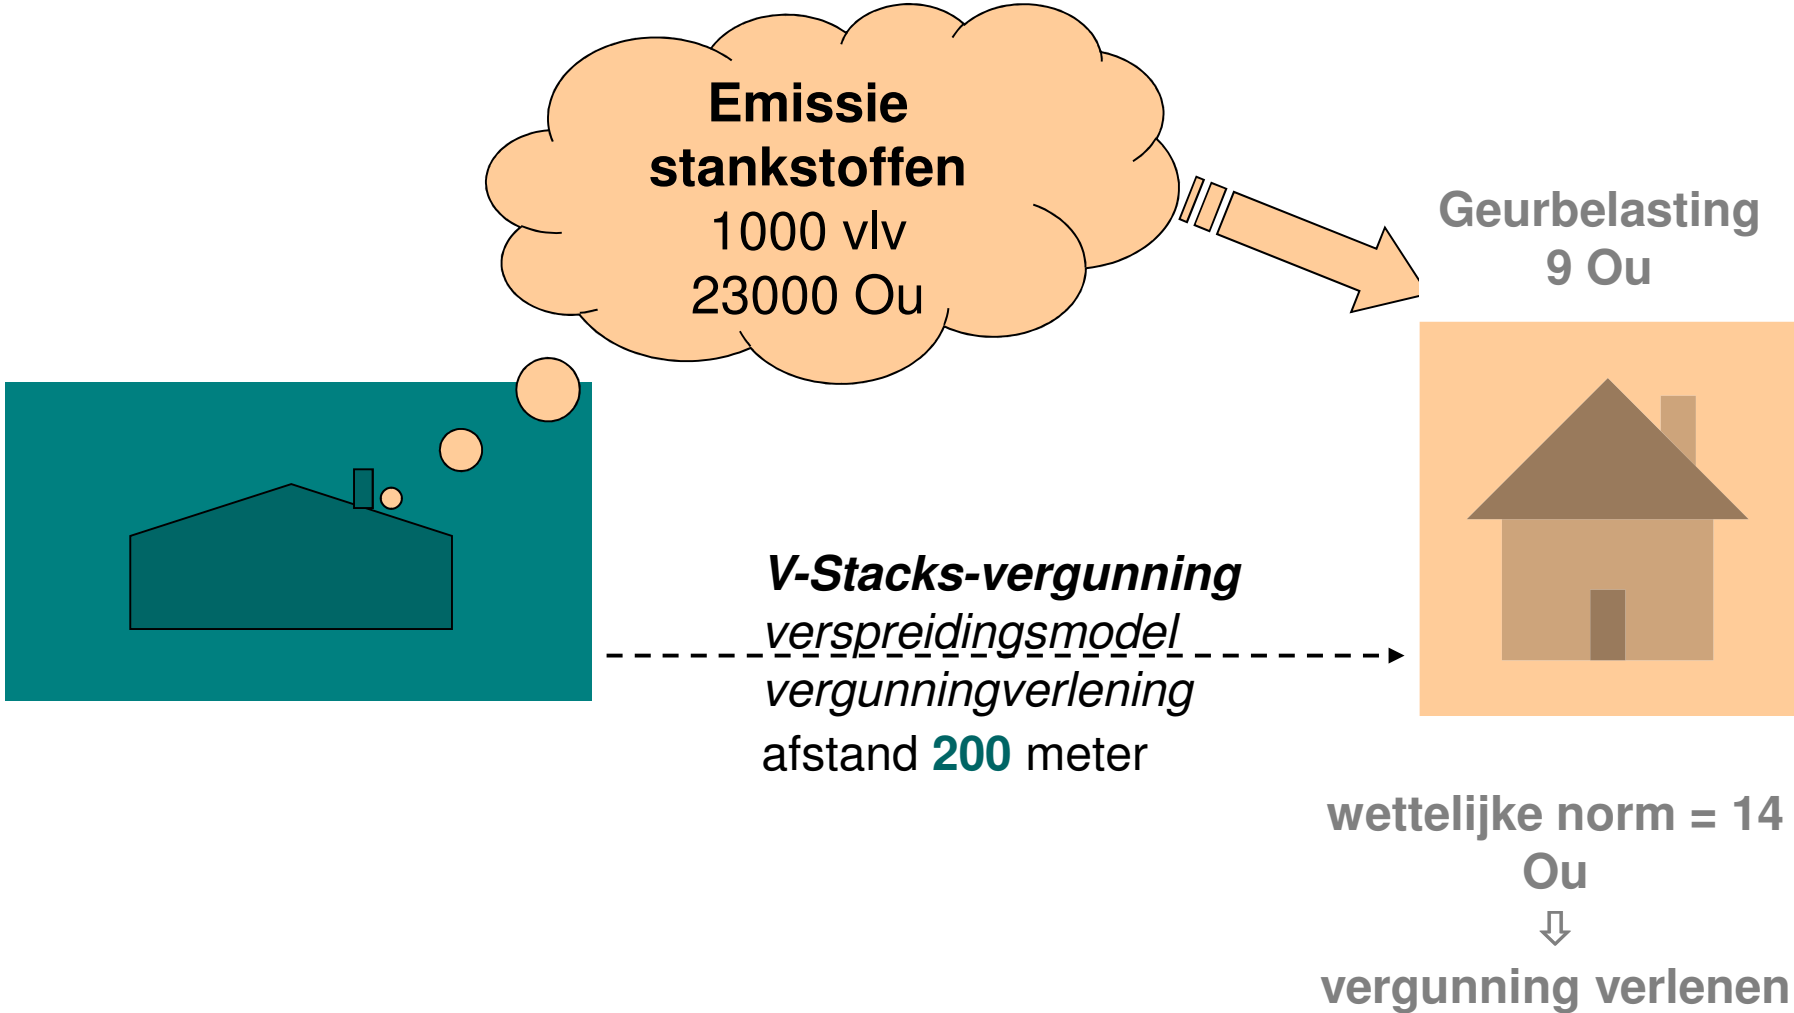 Emissie
stankstoffen
1000 vlv
23000 Ou
Geurbelasting
9 Ou
V-Stacks-vergunning
verspreidingsmodel
vergunningverlening
afstand 200 meter
wettelijke norm = 14
Ou
⇩
vergunning verlenen